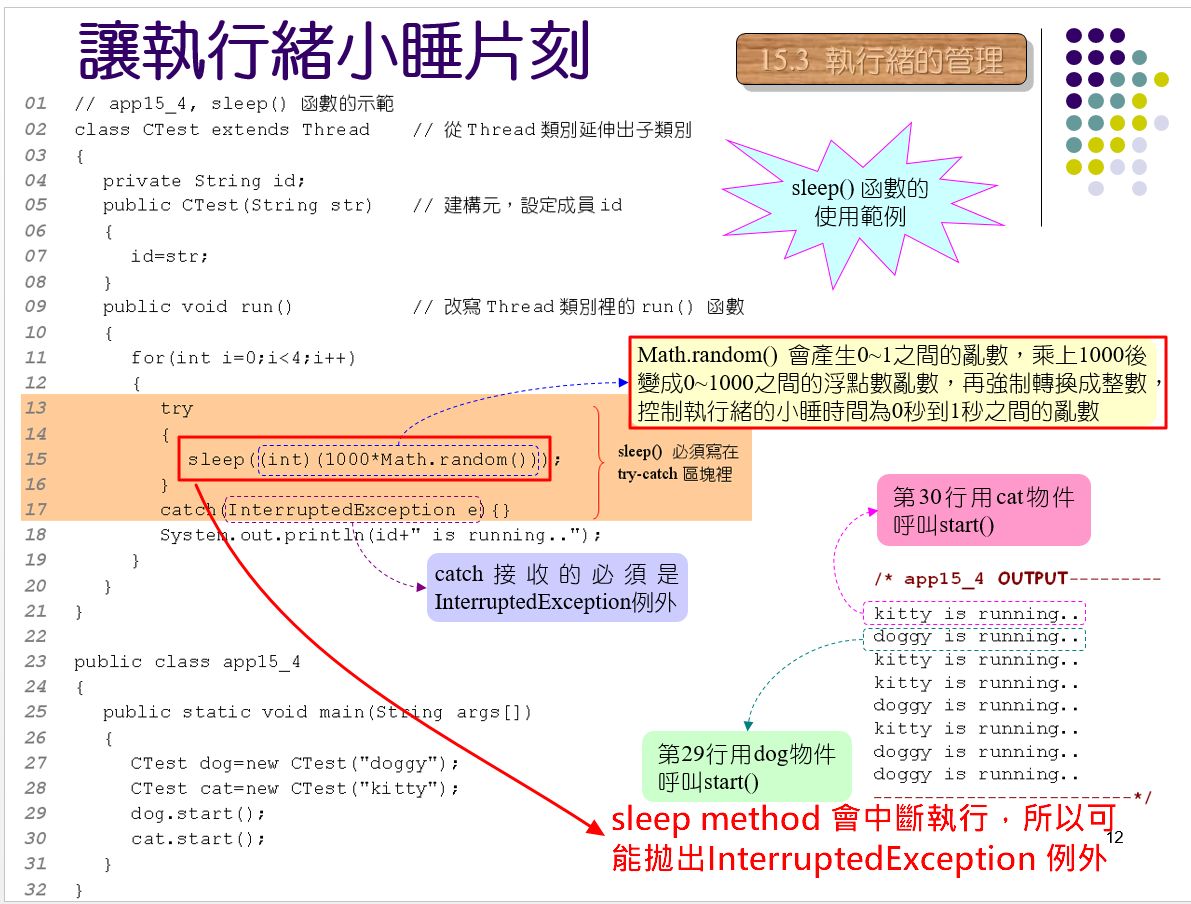 讓執行緒小睡片刻
15.3 執行緒的管理
01 // app15_4, sleep() 函數的示範
02 class CTest extends Thread // 從 Thread 類別延伸出子類別
03 {
04 private String id;
05 public CTest(String str) // 建構元，設定成員 id
06 {
07 id=str;
08 }
09 public void run() // 改寫 Thread 類別裡的 run() 函數
10 {
11 for(int i=0;i<4;i++)
12 {
13 try
14 {
15 sleep((int)(1000*Math.random()));
16 }
17 catch(InterruptedException e){}
18 System.out.println(id+" is running..");
19 }
20 }
21 }
22
23 public class app15_4
24 {
25 public static void main(String args[])
26 {
27 CTest dog=new CTest("doggy");
28 CTest cat=new CTest("kitty");
29 dog.start();
30 cat.start();
31 }
32 }
sleep() 函數的
使用範例
Math.random() 會產生0~1之間的亂數，乘上1000後
變成0~1000之間的浮點數亂數，再強制轉換成整數，
控制執行緒的小睡時間為0秒到1秒之間的亂數
sleep() 必須寫在
try-catch 區塊裡
catch 接收的必須是
InterruptedException例外
第30行用cat物件
呼叫start()
/* app15_4 OUTPUT---------
kitty is running..
doggy is running..
kitty is running..
kitty is running..
doggy is running..
kitty is running..
doggy is running..
doggy is running..
-------------------------*/
第29行用dog物件
呼叫start()
sleep method 會中斷執行，所以可
能拋出InterruptedException 例外
12